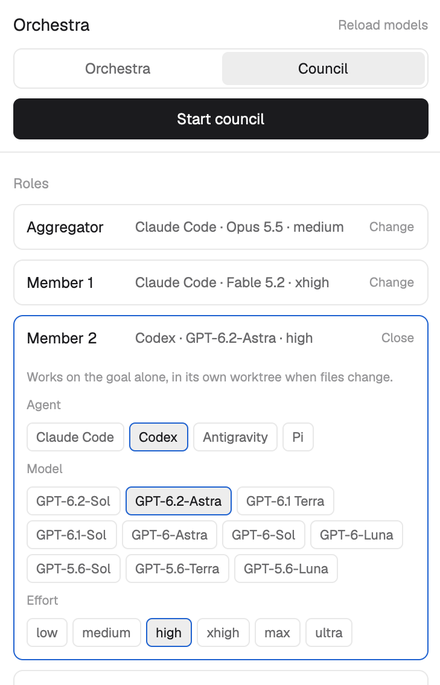 Orchestra
Reload models
Orchestra
Council
Start council
Roles
Aggregator Claude Code · Opus 5.5 · medium Change
Member 1 Claude Code · Fable 5.2 · xhigh Change
Member 2 Codex · GPT-6.2-Astra · high Close
Works on the goal alone, in its own worktree when files change.
Agent
Claude Code Codex Antigravity Pi
Model
GPT-6.2-Sol GPT-6.2-Astra GPT-6.1 Terra
GPT-6.1-Sol GPT-6-Astra GPT-6-Sol GPT-6-Luna
GPT-5.6-Sol GPT-5.6-Terra GPT-5.6-Luna
Effort
low medium high xhigh max ultra